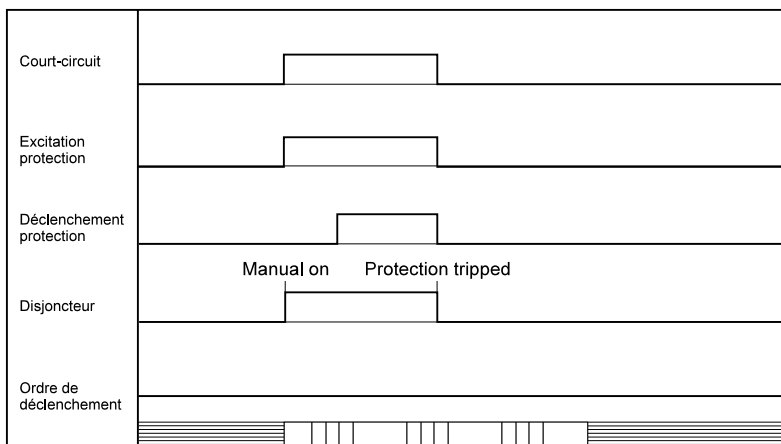 Court-circuit
Excitation
protection
Déclenchement
protection
Manual on Protection tripped
Disjoncteur
Ordre de
déclenchement